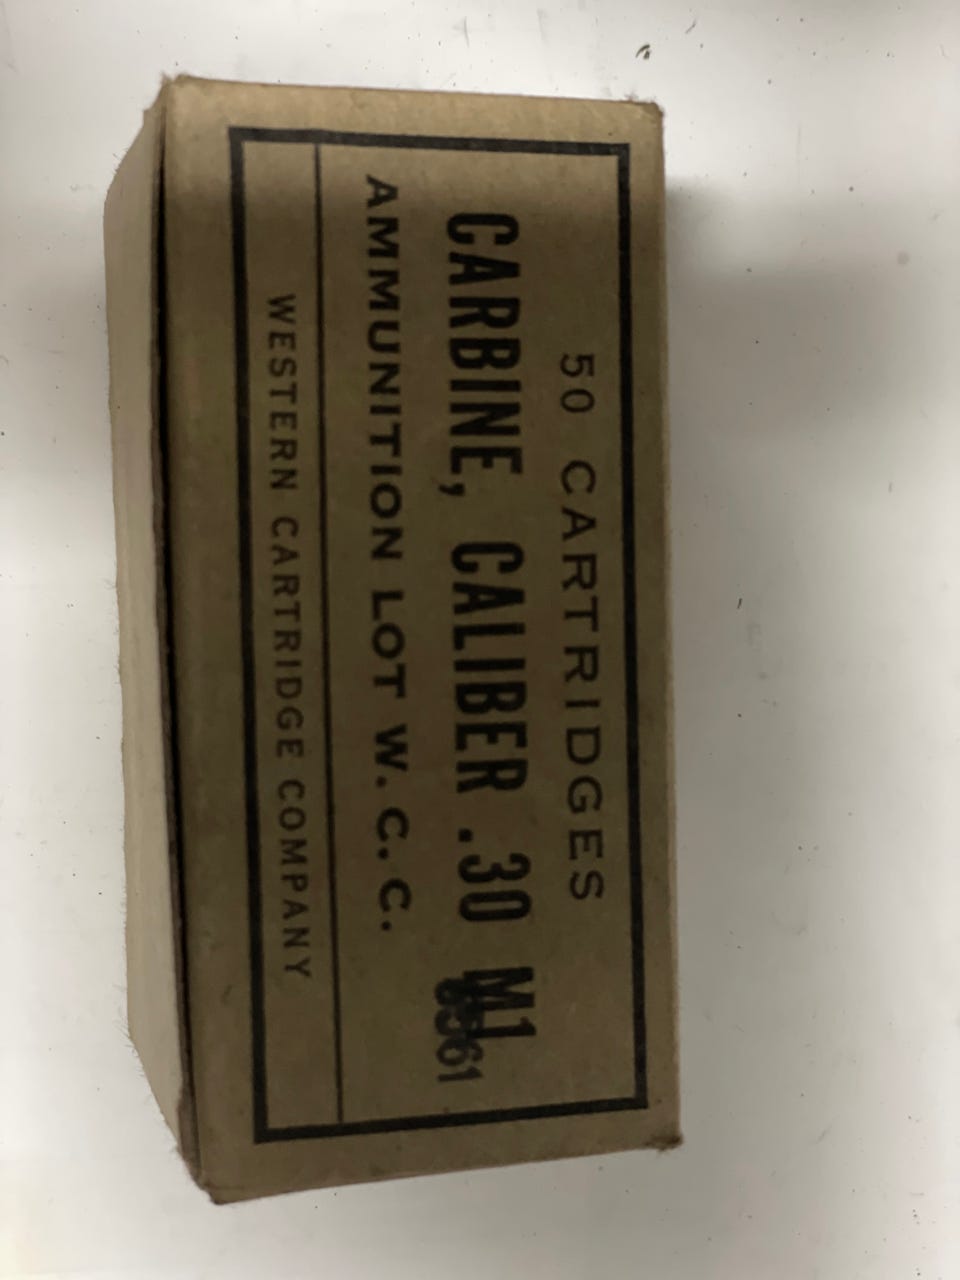 50 CARTRIDGES
CARBINE, CALIBER .30 M1
AMMUNITION LOT W. C. C.
WESTERN CARTRIDGE COMPANY